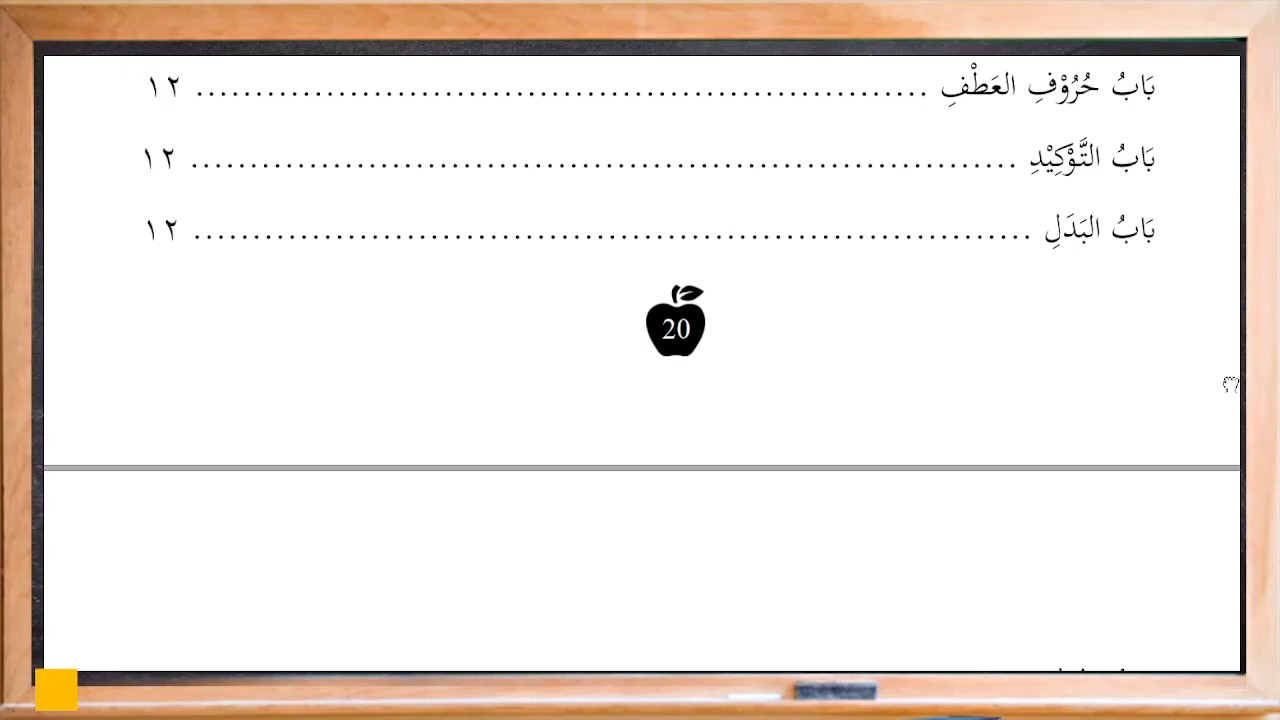 بَابُ حُرُوْفِ العَطْفِ ............................................................... ١٢
بَابُ التَّوْكِيْدِ ....................................................................... ١٢
بَابُ البَدَلِ ........................................................................ ١٢
20